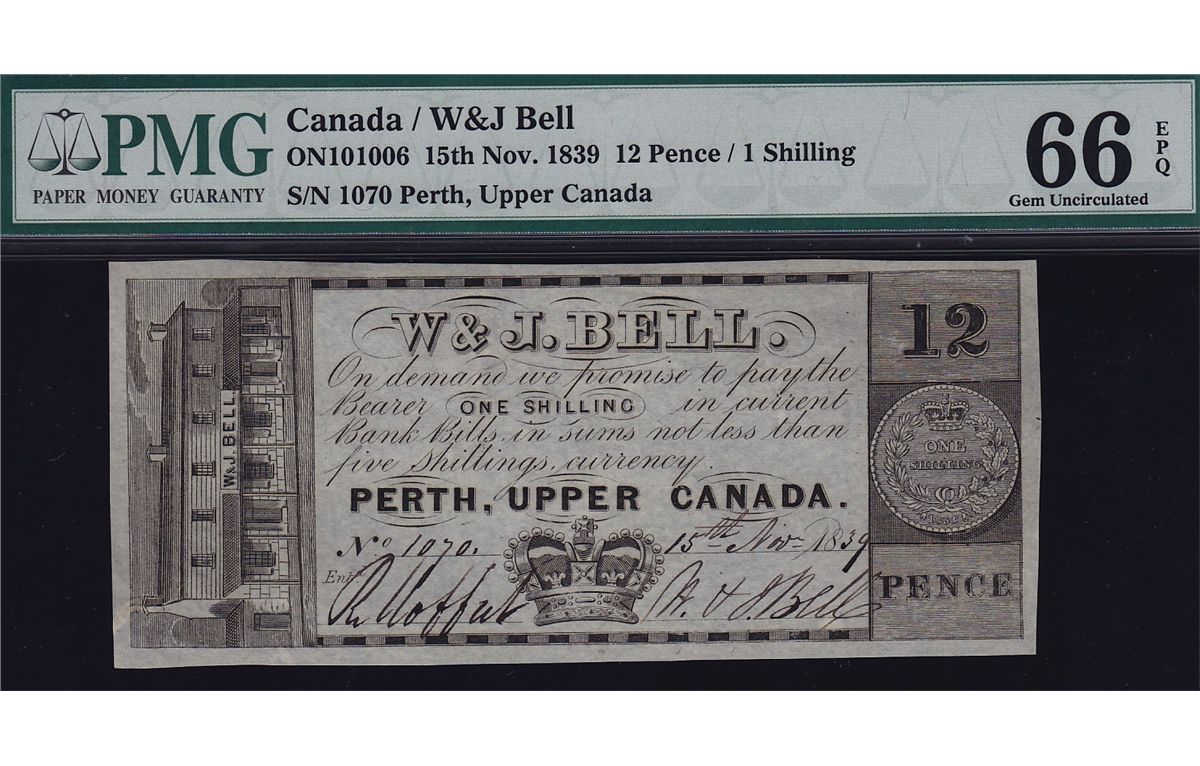 PMG
PAPER MONEY GUARANTY
Canada / W&J Bell
ON101006 15th Nov. 1839 12 Pence / 1 Shilling
S/N 1070 Perth, Upper Canada
66
EPQ
Gem Uncirculated
W & J. BELL.
W & J. BELL.
On demand we promise to pay the
Bearer ONE SHILLING in current
Bank Bills, in sums not less than
five Shillings, currency.
PERTH, UPPER CANADA.
No 1070. 15th Nov 1839
Entd. W. & J. Bell
12
ONE
SHILLING
PENCE